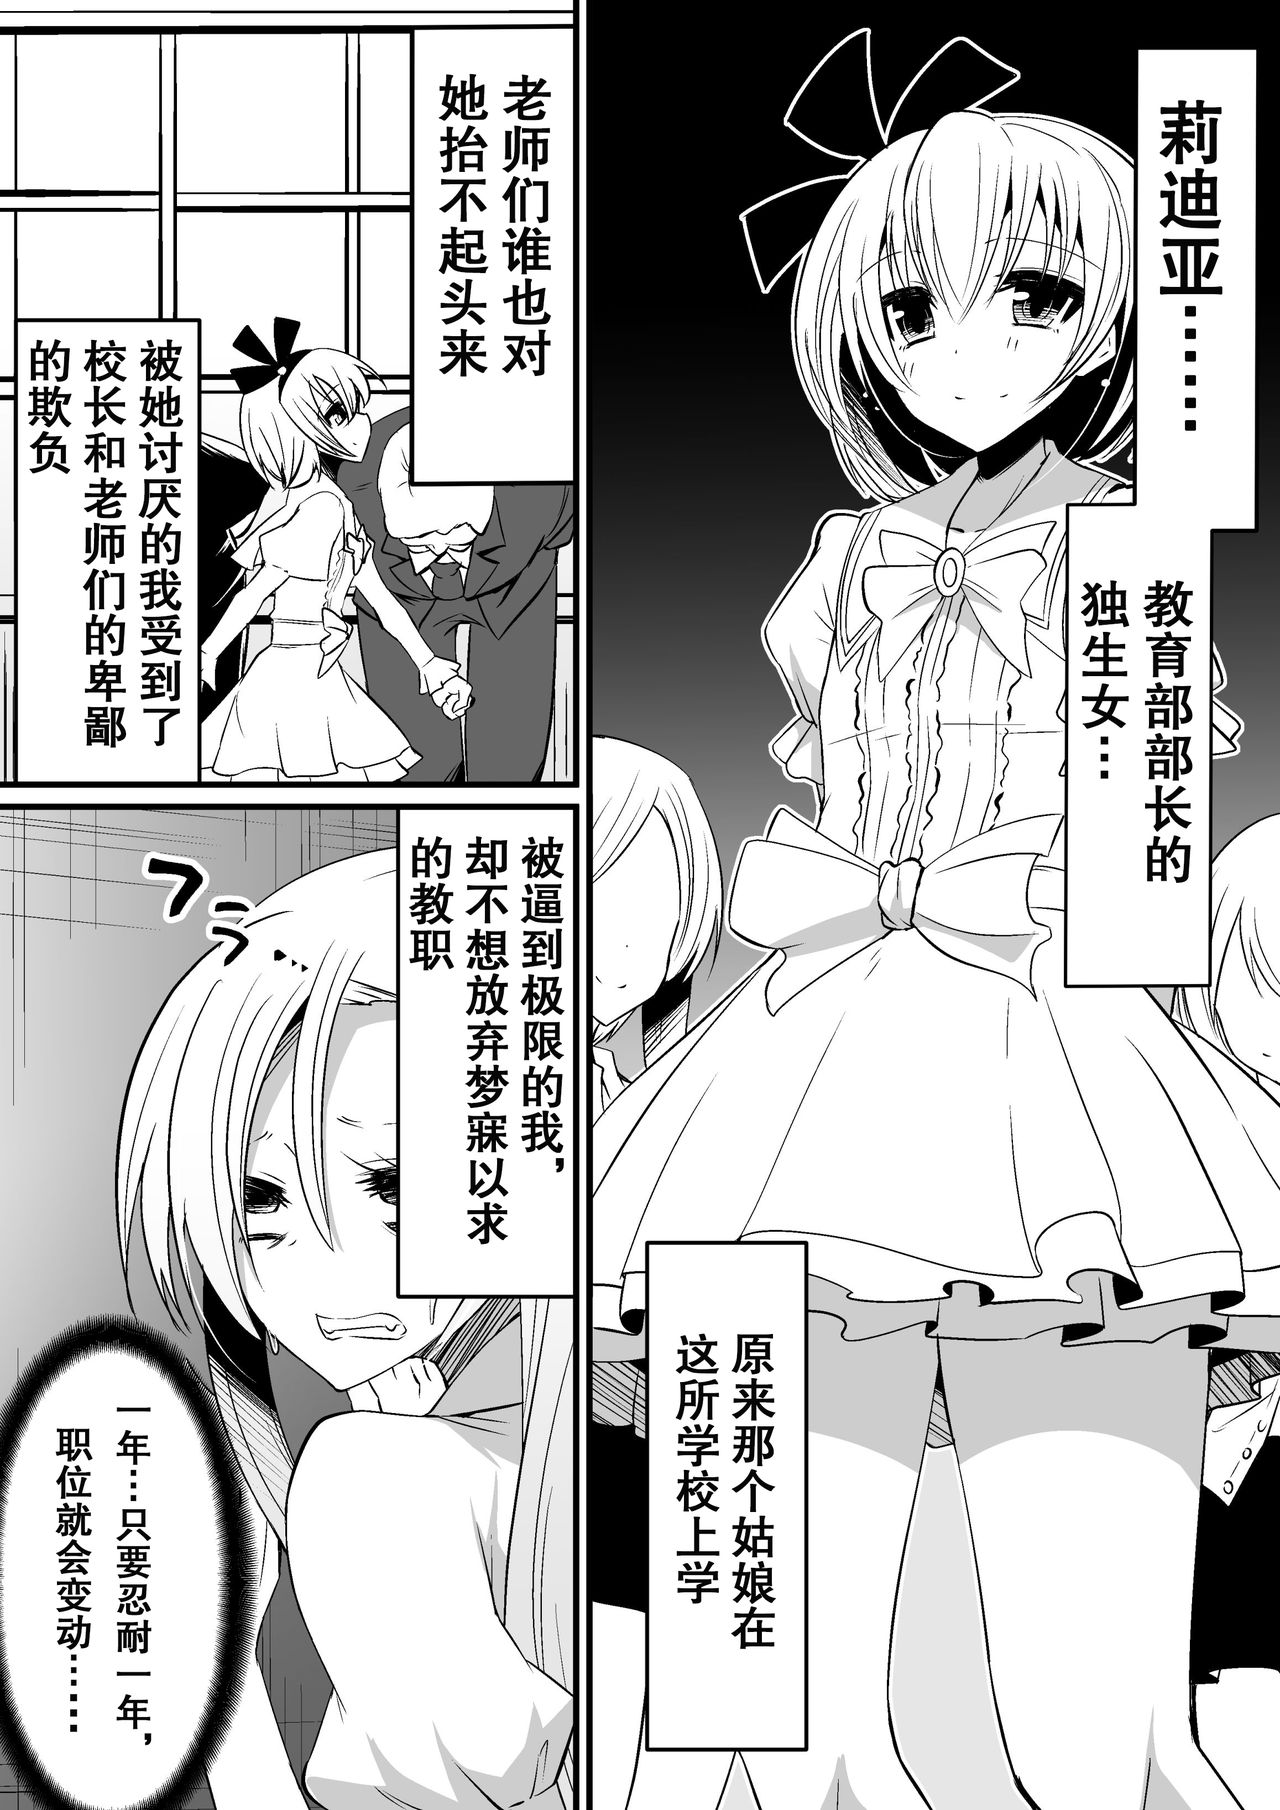 莉迪亚……
教育部部长的
独生女…
原来那个姑娘在
这所学校上学
老师们谁也对
她抬不起头来
被她讨厌的我受到了
校长和老师们的卑鄙
的欺负
被逼到极限的我，
却不想放弃梦寐以求
的教职
一年…只要忍耐一年，
职位就会变动……